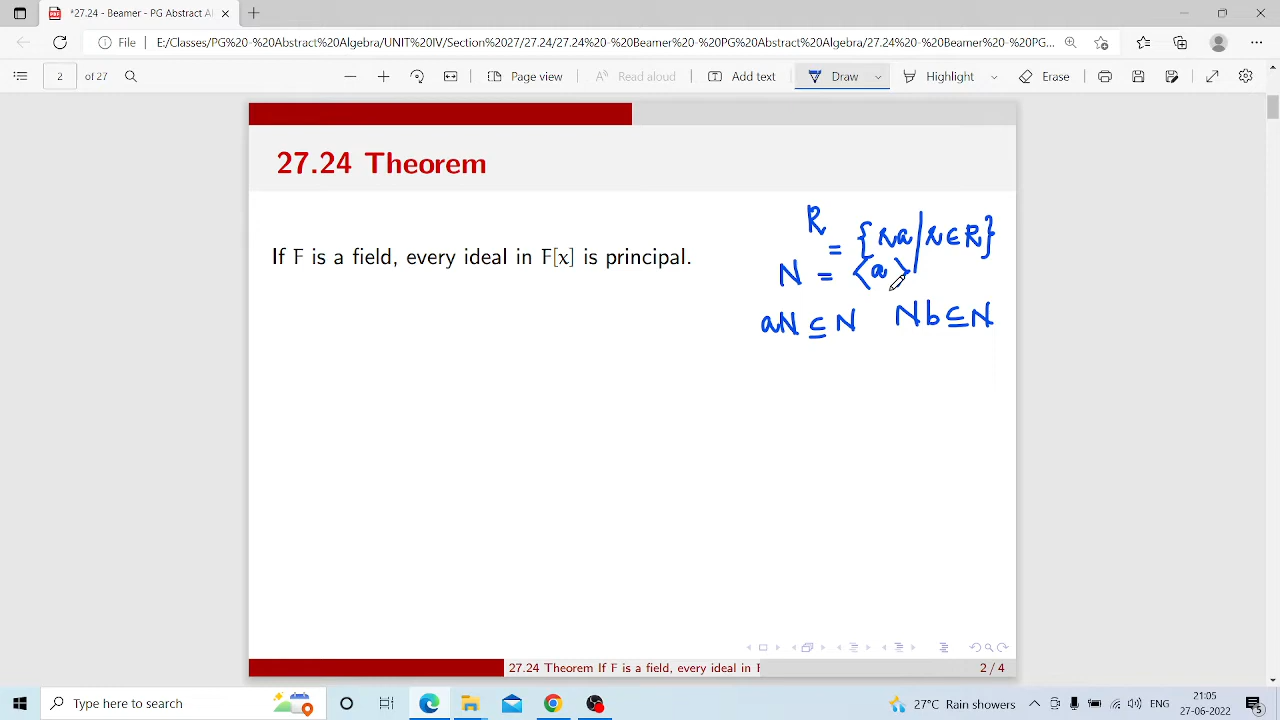 *27.24 - Beamer - PG Abstract Al
File E:/Classes/PG%20-%20Abstract%20Algebra/UNIT%20IV/Section%2027/27.24/27.24%20-%20Beamer%20-%20PG%20Abstract%20Algebra/27.24%20-%20Beamer%20-%20PG...
2 of 27 Page view Read aloud Add text Draw Highlight Erase
27.24 Theorem
R
= {ra/r∈R}
If F is a field, every ideal in F[x] is principal.
N = ⟨a⟩
aN ⊆ N Nb ⊆ N
27.24 Theorem If F is a field, every ideal in F 2 / 4
Type here to search 27°C Rain showers ENG 21:05
27-06-2022
5